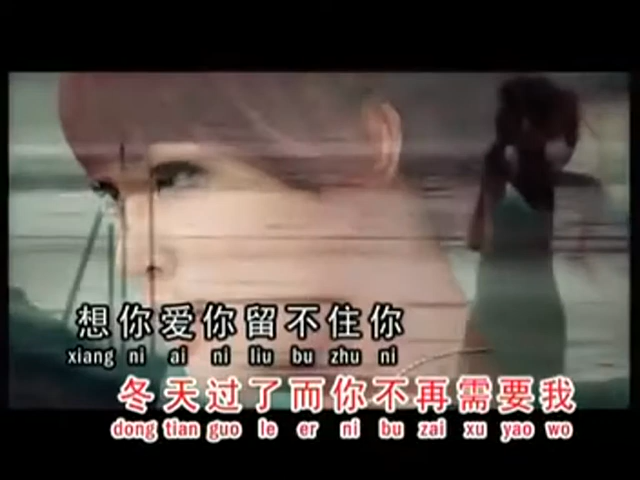 想你爱你留不住你
xiang ni ai ni liu bu zhu ni
冬天过了而你不再需要我
dong tian guo le er ni bu zai xu yao wo